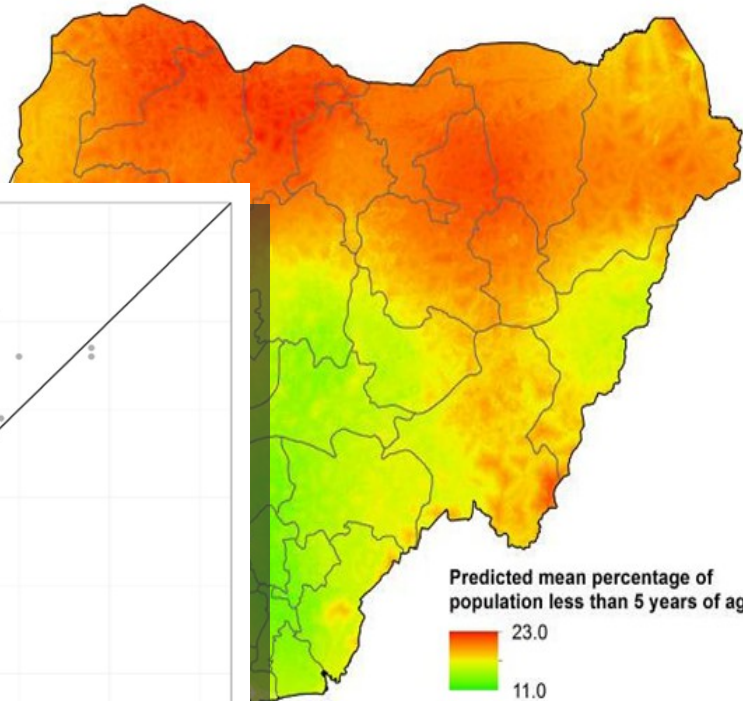 Predicted mean percentage of
population less than 5 years of ag
23.0
11.0